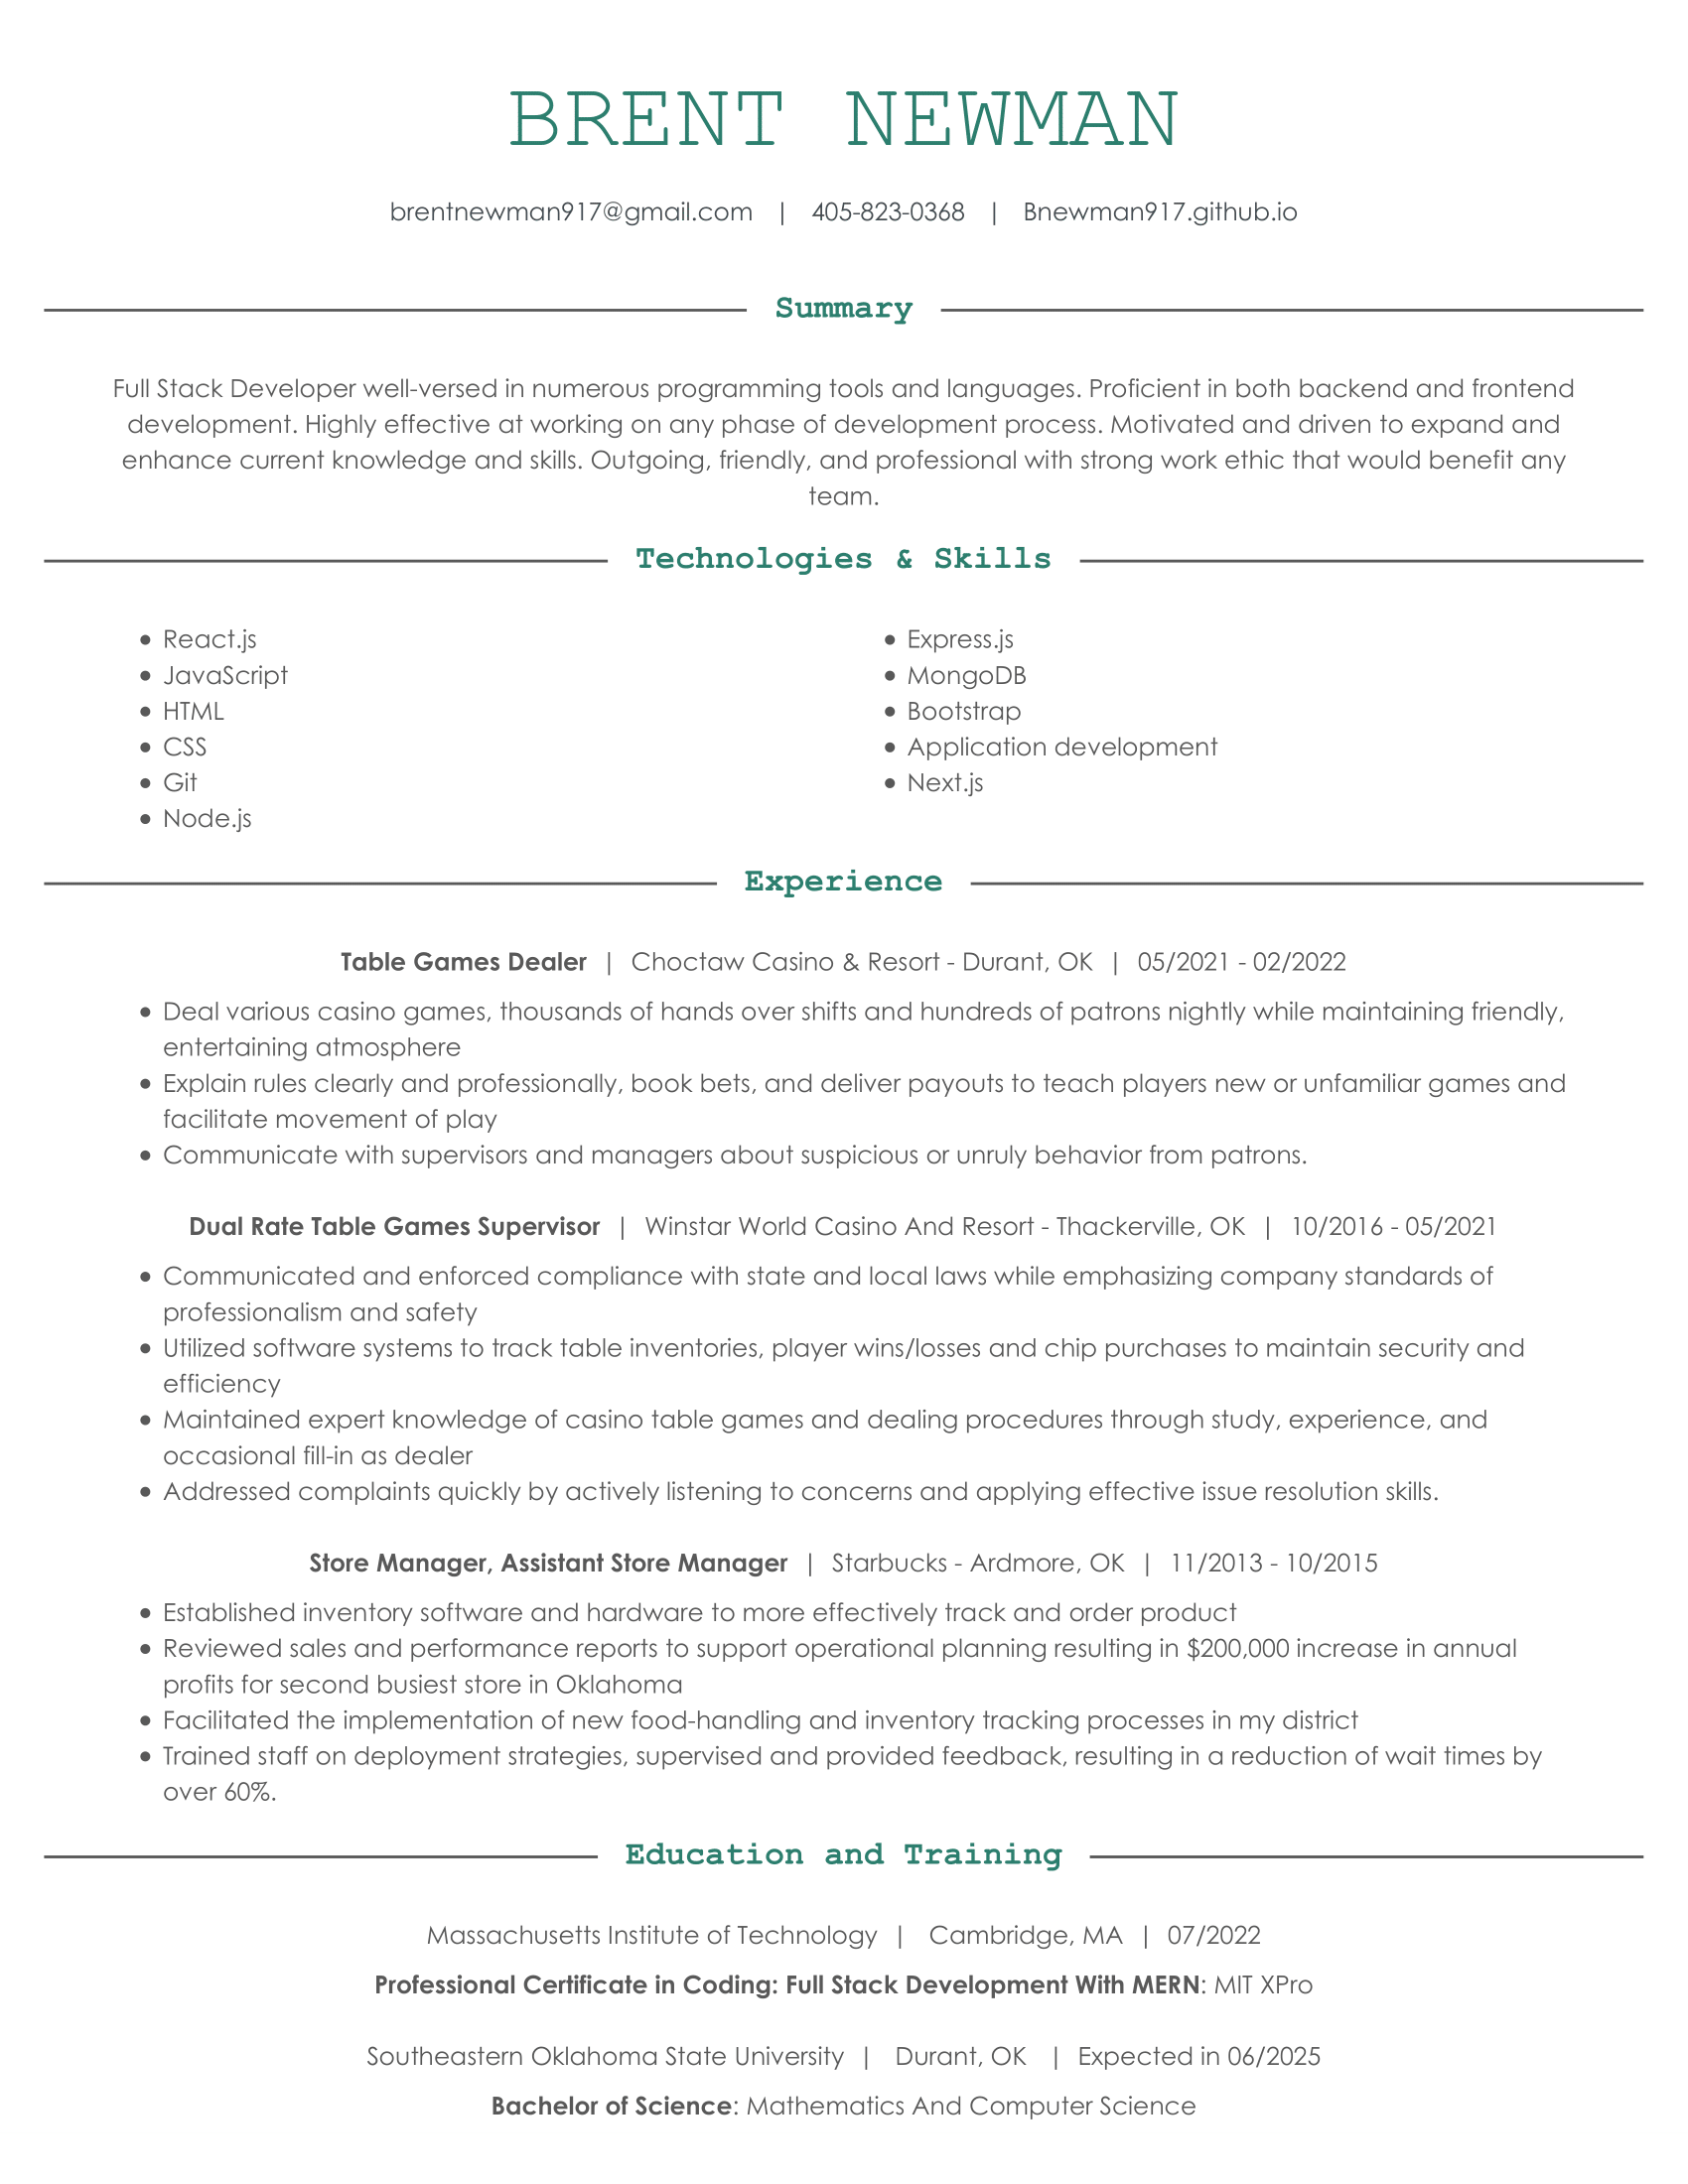 BRENT NEWMAN
brentnewman917@gmail.com | 405-823-0368 | Bnewman917.github.io
Summary
Full Stack Developer well-versed in numerous programming tools and languages. Proficient in both backend and frontend
development. Highly effective at working on any phase of development process. Motivated and driven to expand and
enhance current knowledge and skills. Outgoing, friendly, and professional with strong work ethic that would benefit any
team.
Technologies & Skills
• React.js
• JavaScript
• HTML
• CSS
• Git
• Node.js
• Express.js
• MongoDB
• Bootstrap
• Application development
• Next.js
Experience
Table Games Dealer | Choctaw Casino & Resort - Durant, OK | 05/2021 - 02/2022
• Deal various casino games, thousands of hands over shifts and hundreds of patrons nightly while maintaining friendly,
entertaining atmosphere
• Explain rules clearly and professionally, book bets, and deliver payouts to teach players new or unfamiliar games and
facilitate movement of play
• Communicate with supervisors and managers about suspicious or unruly behavior from patrons.
Dual Rate Table Games Supervisor | Winstar World Casino And Resort - Thackerville, OK | 10/2016 - 05/2021
• Communicated and enforced compliance with state and local laws while emphasizing company standards of
professionalism and safety
• Utilized software systems to track table inventories, player wins/losses and chip purchases to maintain security and
efficiency
• Maintained expert knowledge of casino table games and dealing procedures through study, experience, and
occasional fill-in as dealer
• Addressed complaints quickly by actively listening to concerns and applying effective issue resolution skills.
Store Manager, Assistant Store Manager | Starbucks - Ardmore, OK | 11/2013 - 10/2015
• Established inventory software and hardware to more effectively track and order product
• Reviewed sales and performance reports to support operational planning resulting in $200,000 increase in annual
profits for second busiest store in Oklahoma
• Facilitated the implementation of new food-handling and inventory tracking processes in my district
• Trained staff on deployment strategies, supervised and provided feedback, resulting in a reduction of wait times by
over 60%.
Education and Training
Massachusetts Institute of Technology | Cambridge, MA | 07/2022
Professional Certificate in Coding: Full Stack Development With MERN: MIT XPro
Southeastern Oklahoma State University | Durant, OK | Expected in 06/2025
Bachelor of Science: Mathematics And Computer Science